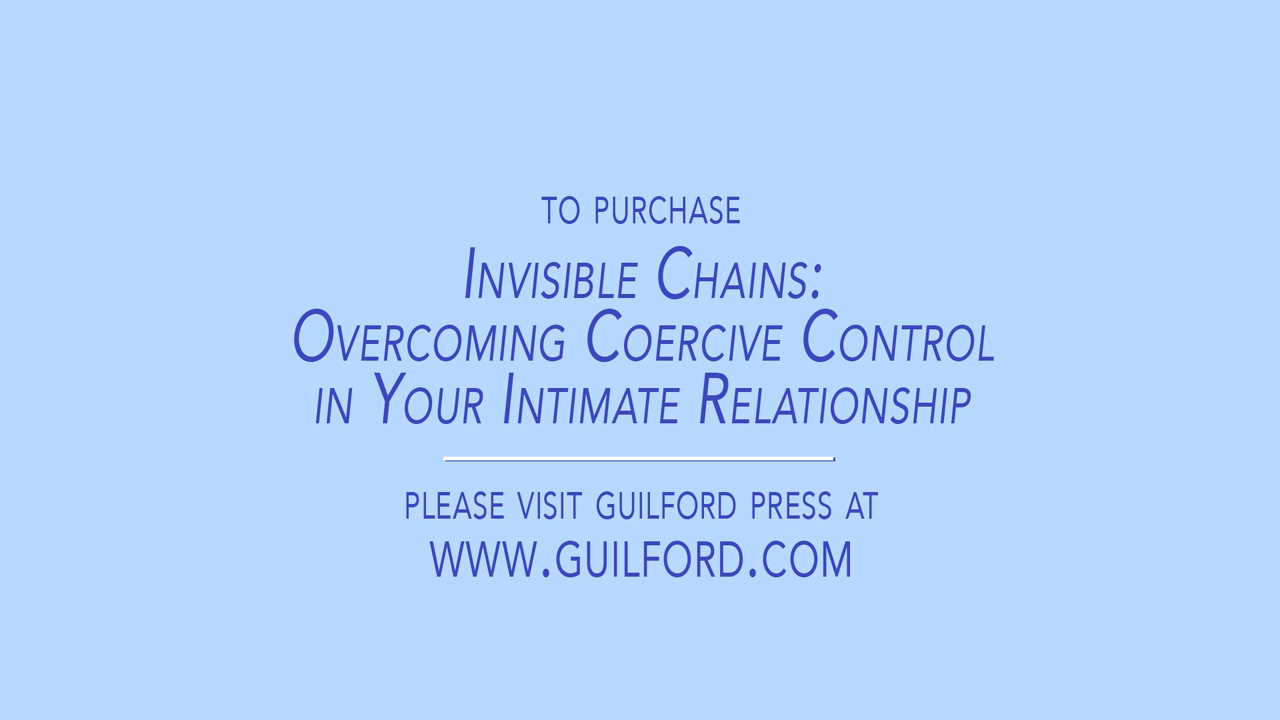 TO PURCHASE
INVISIBLE CHAINS:
OVERCOMING COERCIVE CONTROL
IN YOUR INTIMATE RELATIONSHIP
PLEASE VISIT GUILFORD PRESS AT
WWW.GUILFORD.COM